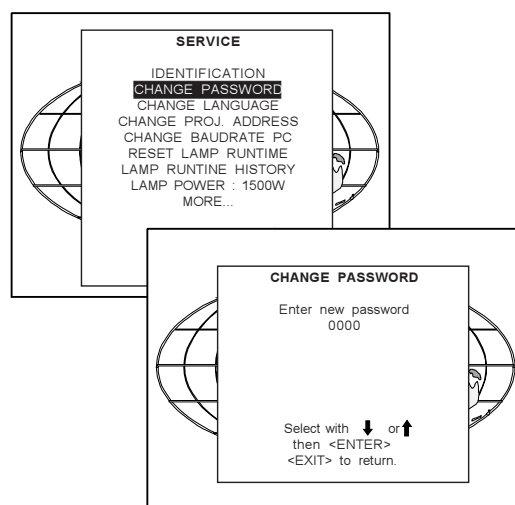 SERVICE
IDENTIFICATION
CHANGE PASSWORD
CHANGE LANGUAGE
CHANGE PROJ. ADDRESS
CHANGE BAUDRATE PC
RESET LAMP RUNTIME
LAMP RUNTINE HISTORY
LAMP POWER : 1500W
MORE...
CHANGE PASSWORD
Enter new password
0000
Select with ⬇ or ⬆
then <ENTER>
<EXIT> to return.